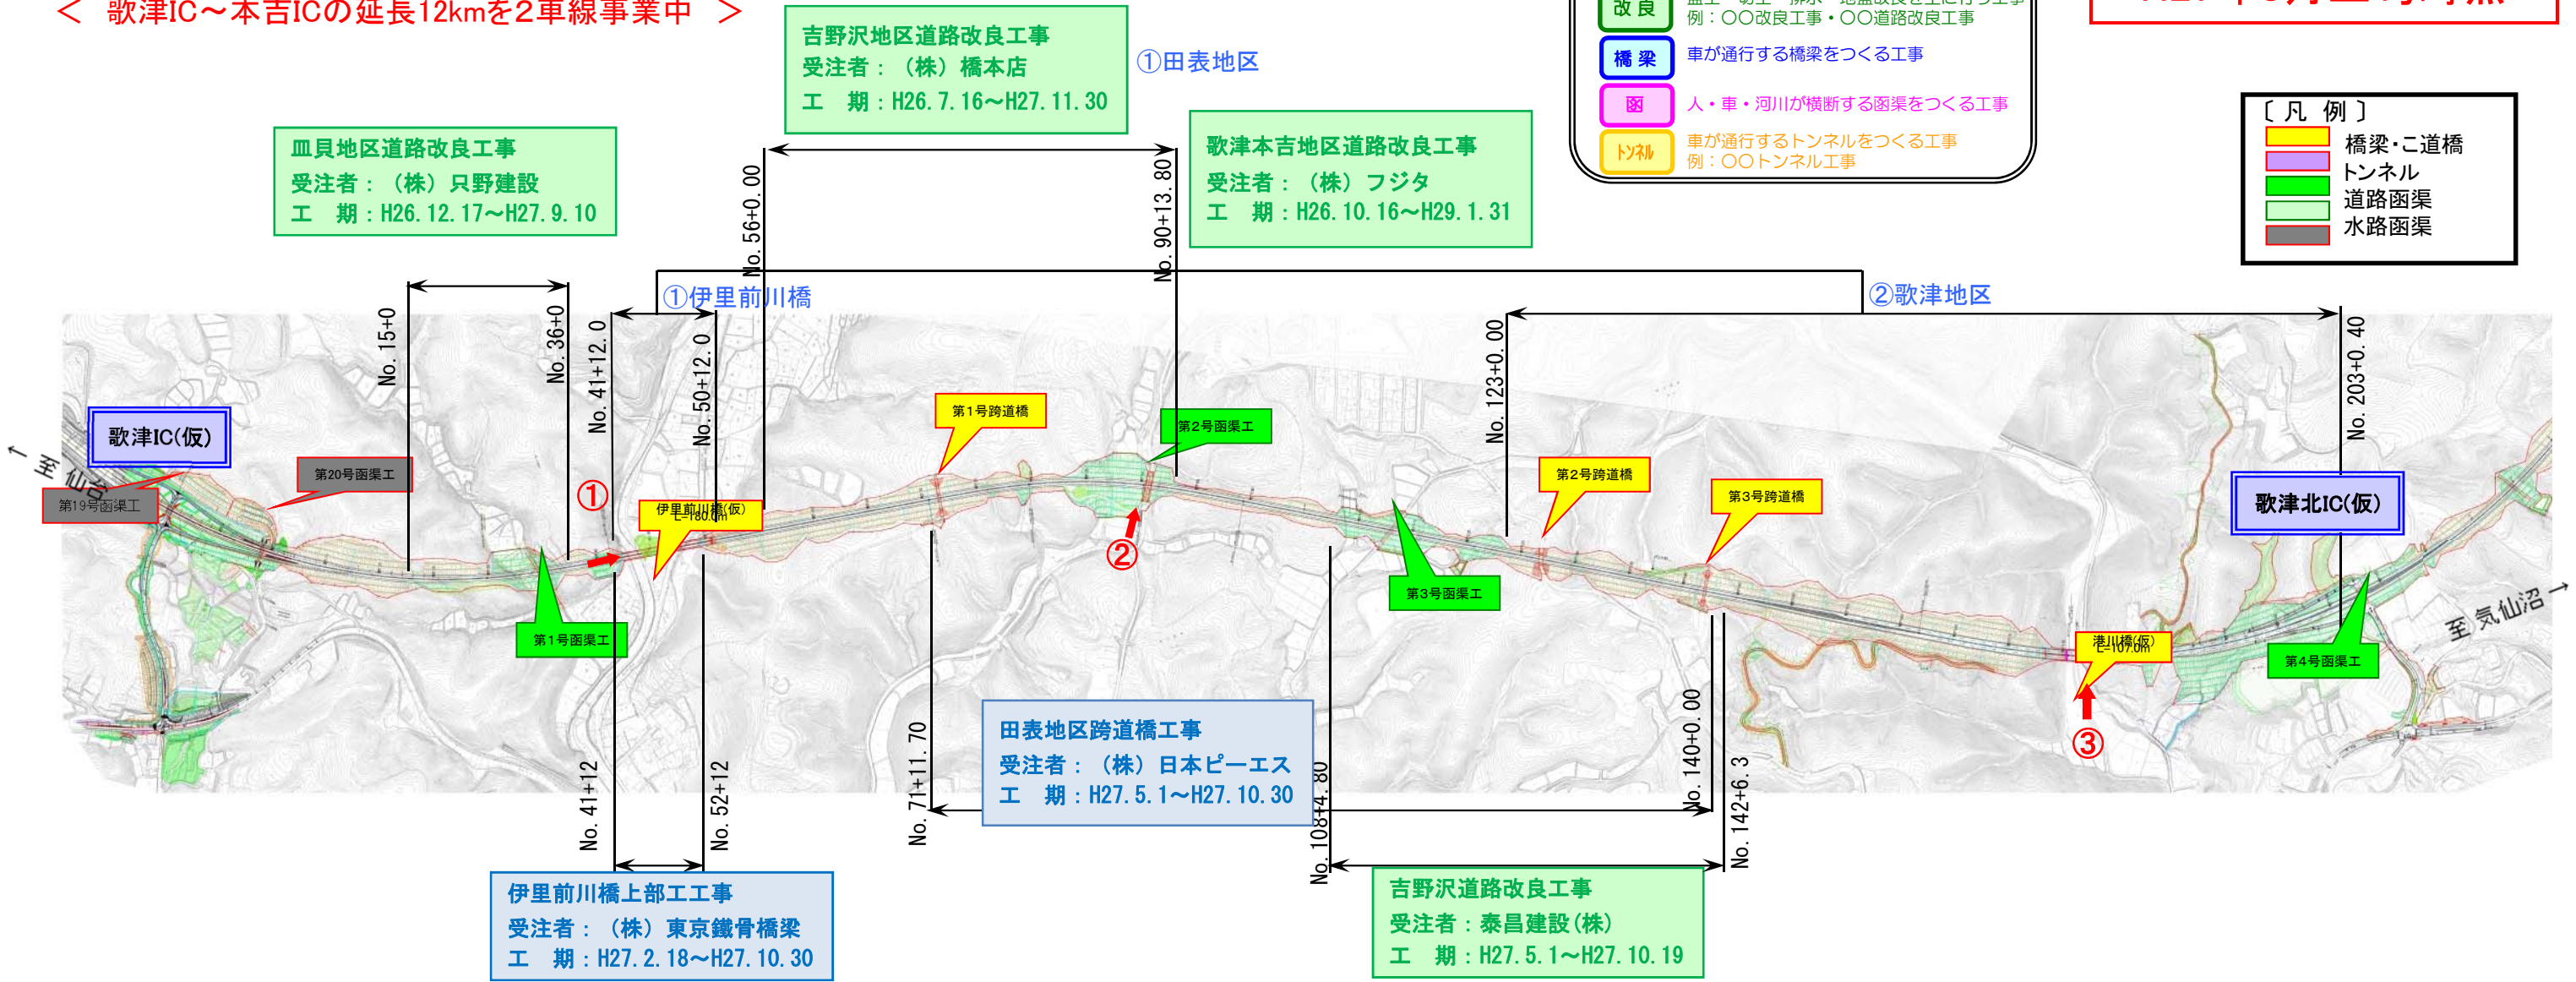 ＜　歌津IC～本吉ICの延長12kmを2車線事業中　＞
吉野沢地区道路改良工事
受注者：（株）橋本店
工　期：H26.7.16～H27.11.30
①田表地区
改良
例：〇〇改良工事・〇〇道路改良工事
橋梁
車が通行する橋梁をつくる工事
函
人・車・河川が横断する函渠をつくる工事
トンネル
車が通行するトンネルをつくる工事
例：〇〇トンネル工事
〔凡 例〕
橋梁・こ道橋
トンネル
道路函渠
水路函渠
皿貝地区道路改良工事
受注者：（株）只野建設
工　期：H26.12.17～H27.9.10
歌津本吉地区道路改良工事
受注者：（株）フジタ
工　期：H26.10.16～H29.1.31
No.56+0.00
No.90+13.80
①伊里前川橋
②歌津地区
No.15+0
No.36+0
No.41+12.0
No.50+12.0
No.123+0.00
No.203+0.40
歌津IC(仮)
←至 仙台
第19号函渠工
第20号函渠工
①
伊里前川橋(仮)
L=180.0m
第1号函渠工
第1号跨道橋
第2号函渠工
②
第3号函渠工
第2号跨道橋
第3号跨道橋
歌津北IC(仮)
至 気仙沼→
港川橋(仮)
L=107.0m
第4号函渠工
③
No.41+12
No.52+12
No.71+11.70
No.108+4.80
No.140+0.00
No.142+6.3
田表地区跨道橋工事
受注者：（株）日本ピーエス
工　期：H27.5.1～H27.10.30
伊里前川橋上部工工事
受注者：（株）東京鐵骨橋梁
工　期：H27.2.18～H27.10.30
吉野沢道路改良工事
受注者：泰昌建設(株)
工　期：H27.5.1～H27.10.19